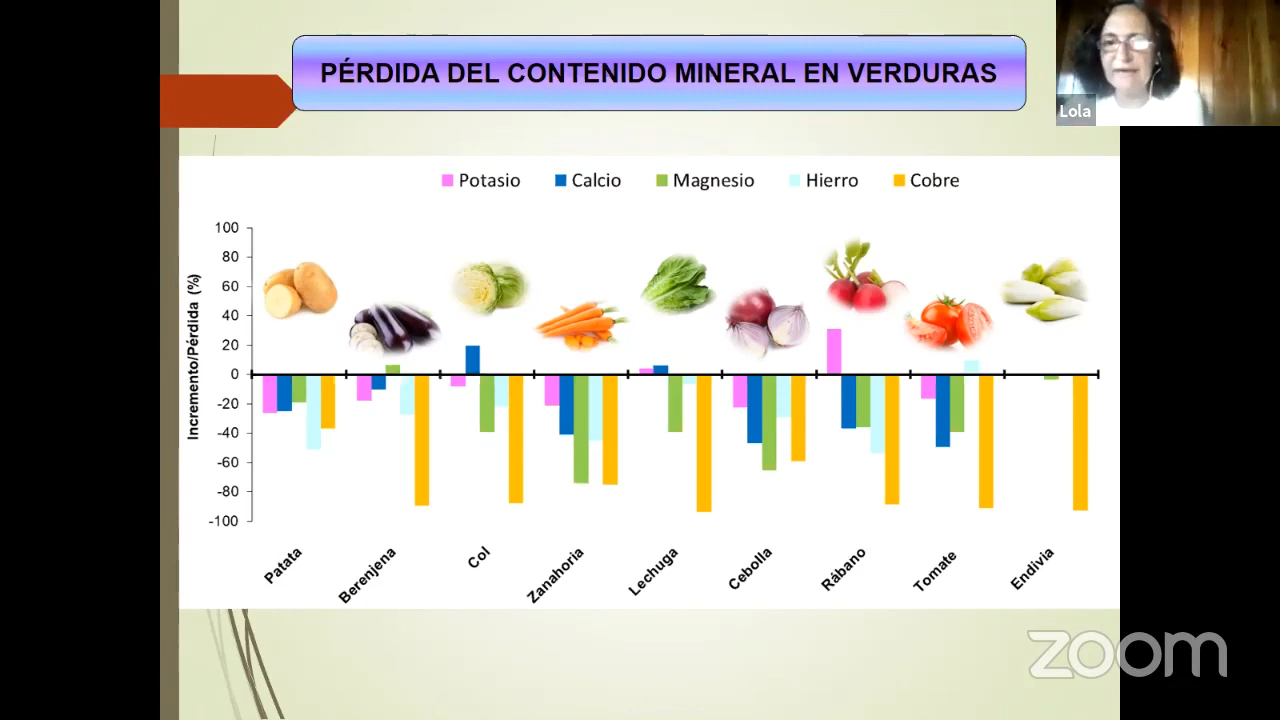 PÉRDIDA DEL CONTENIDO MINERAL EN VERDURAS
Lola
Potasio Calcio Magnesio Hierro Cobre
Incremento/Pérdida (%)
100
80
60
40
20
0
-20
-40
-60
-80
-100
Patata Berenjena Col Zanahoria Lechuga Cebolla Rábano Tomate Endivia
zoom